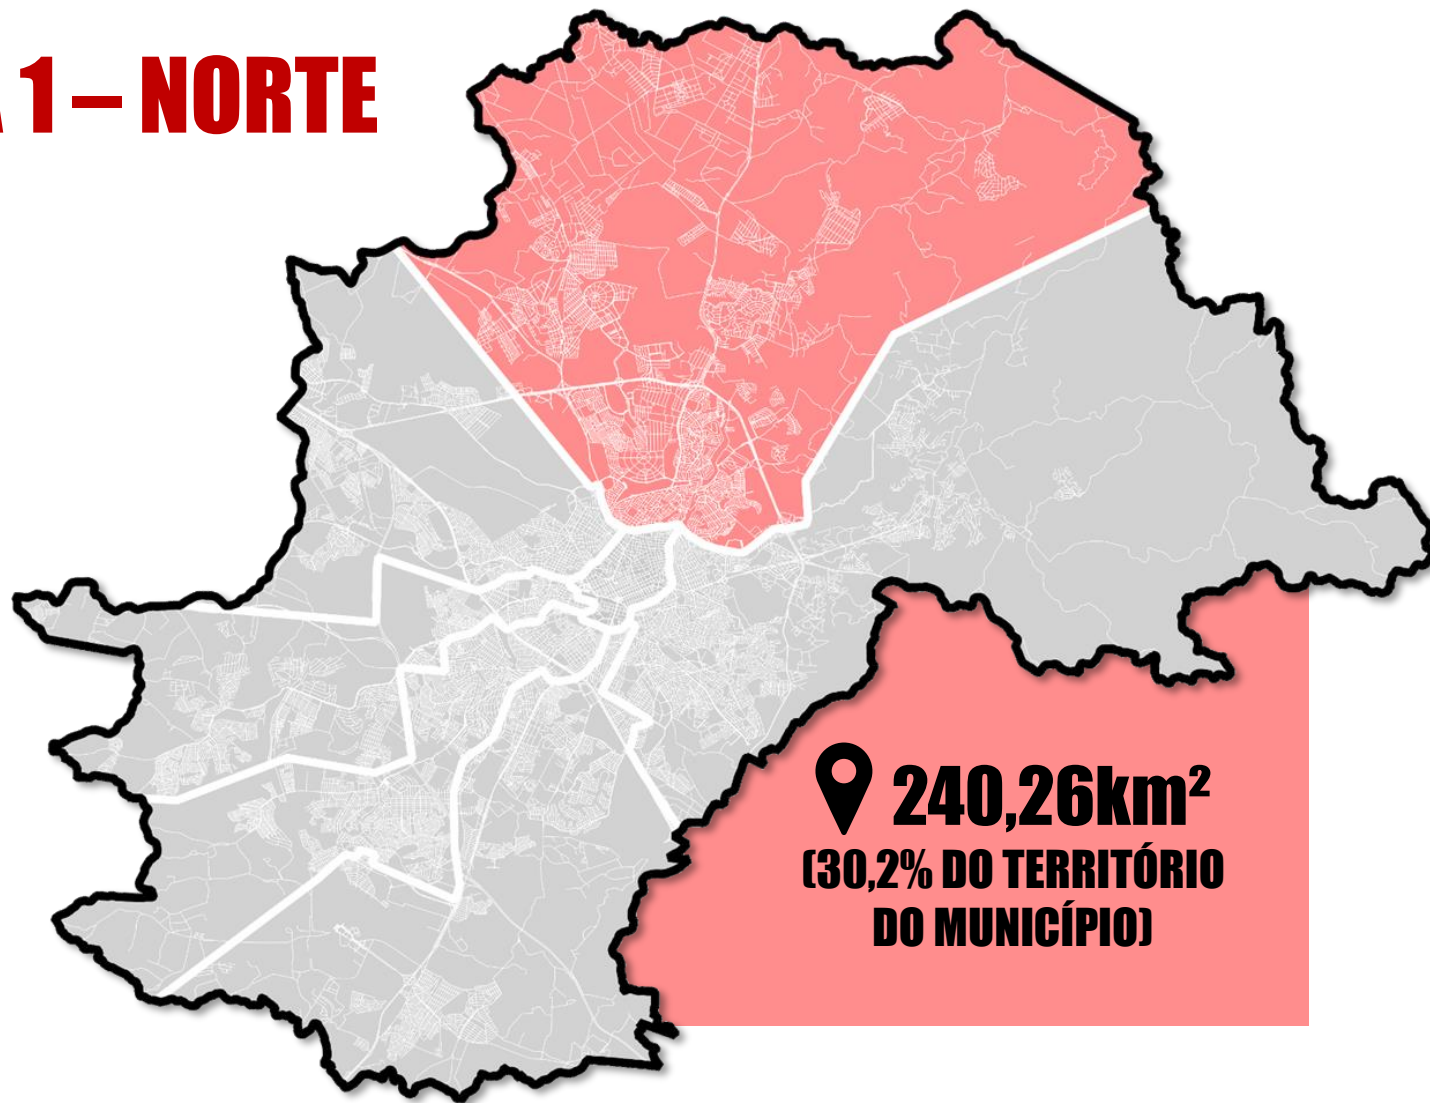 A 1 – NORTE
240,26km²
(30,2% DO TERRITÓRIO
DO MUNICÍPIO)